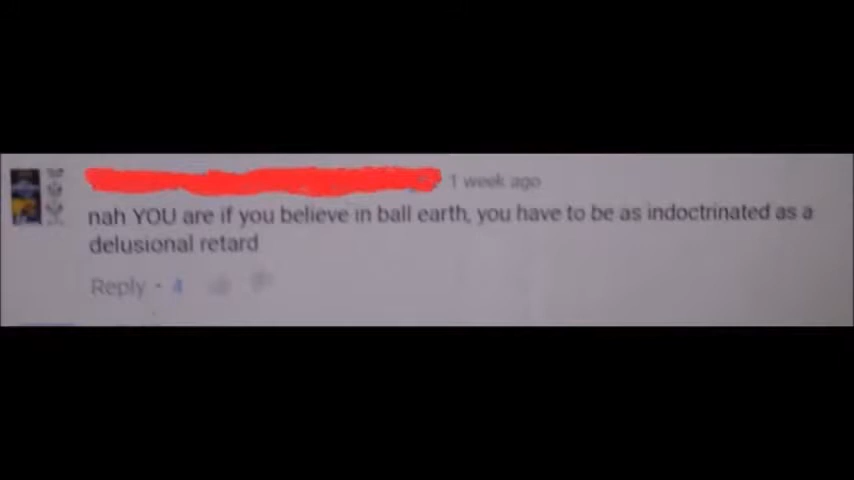 1 week ago
nah YOU are if you believe in ball earth, you have to be as indoctrinated as a
delusional retard
Reply • 4